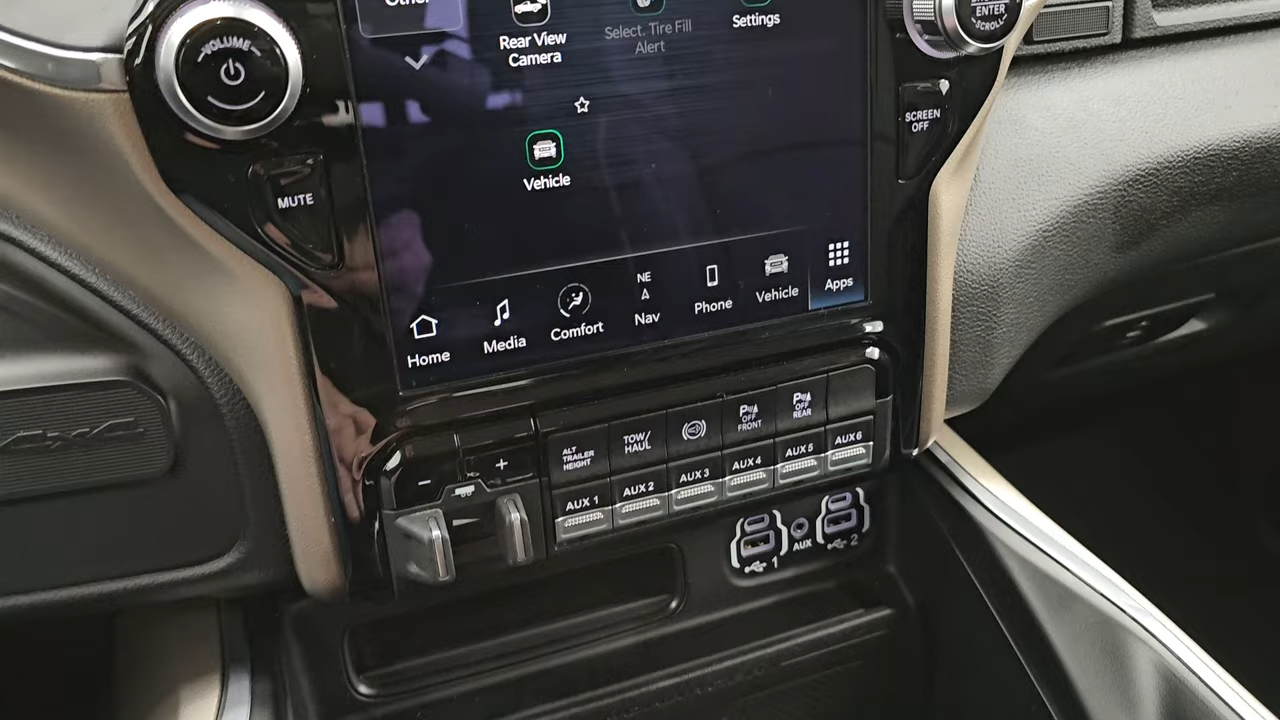 Other
Rear View
Camera
Select. Tire Fill
Alert
Settings
ENTER
SCROLL
VOLUME
MUTE
SCREEN
OFF
Vehicle
Home
Media
Comfort
NE
Nav
Phone
Vehicle
Apps
4x4
ALT
TRAILER
HEIGHT
TOW/
HAUL
P
OFF
FRONT
P
OFF
REAR
- +
AUX 1
AUX 2
AUX 3
AUX 4
AUX 5
AUX 6
1
AUX
2